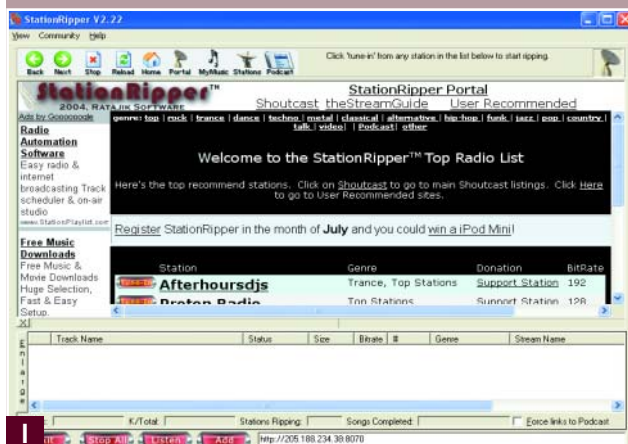 StationRipper V2.22
View Community Help
Back Next Stop Reload Home Portal MyMusic Stations Podcast
Click 'tune-in' from any station in the list below to start ripping.
StationRipper™
2004, RATAJIK SOFTWARE
StationRipper Portal
Shoutcast theStreamGuide User Recommended
Ads by Goooooogle
Radio
Automation
Software
Easy radio &
internet
broadcasting Track
scheduler & on-air
studio
www.StationPlaylist.com
Free Music
Downloads
Free Music &
Movie Downloads
Huge Selection,
Fast & Easy
Setup.
genre: top | rock | trance | dance | techno | metal | classical | alternative | hip-hop | funk | jazz | pop | country |
talk | video | | Podcast| other
Welcome to the StationRipper™ Top Radio List
Here's the top recommend stations. Click on Shoutcast to go to main Shoutcast listings. Click Here
to go to User Recommended sites.
Register StationRipper in the month of July and you could win a iPod Mini!
Station Genre Donation BitRate
Afterhoursdjs Trance, Top Stations Support Station 192
Proton Radio Top Stations Support Station 128
X
Enlarge
Track Name Status Size Bitrate # Genre Stream Name
K/Total: Stations Ripping: Songs Completed: Force links to Podcast
Stop All Listen Add http://205.188.234.38:8070
1